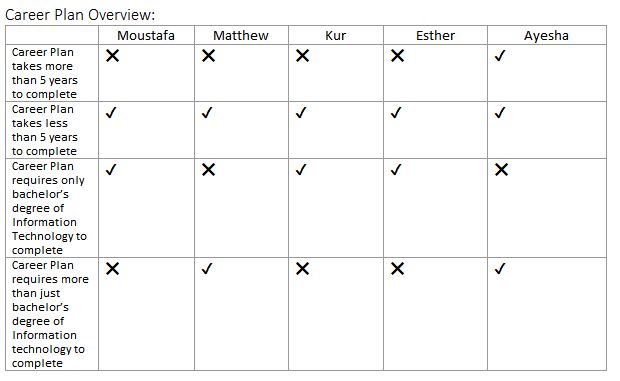 Career Plan Overview:
Moustafa Matthew Kur Esther Ayesha
Career Plan
takes more
than 5 years
to complete
✕ ✕ ✕ ✕ ✓
Career Plan
takes less
than 5 years
to complete
✓ ✓ ✓ ✓ ✓
Career Plan
requires only
bachelor's
degree of
Information
Technology to
complete
✓ ✕ ✓ ✓ ✕
Career Plan
requires more
than just
bachelor's
degree of
Information
technology to
complete
✕ ✓ ✕ ✕ ✓